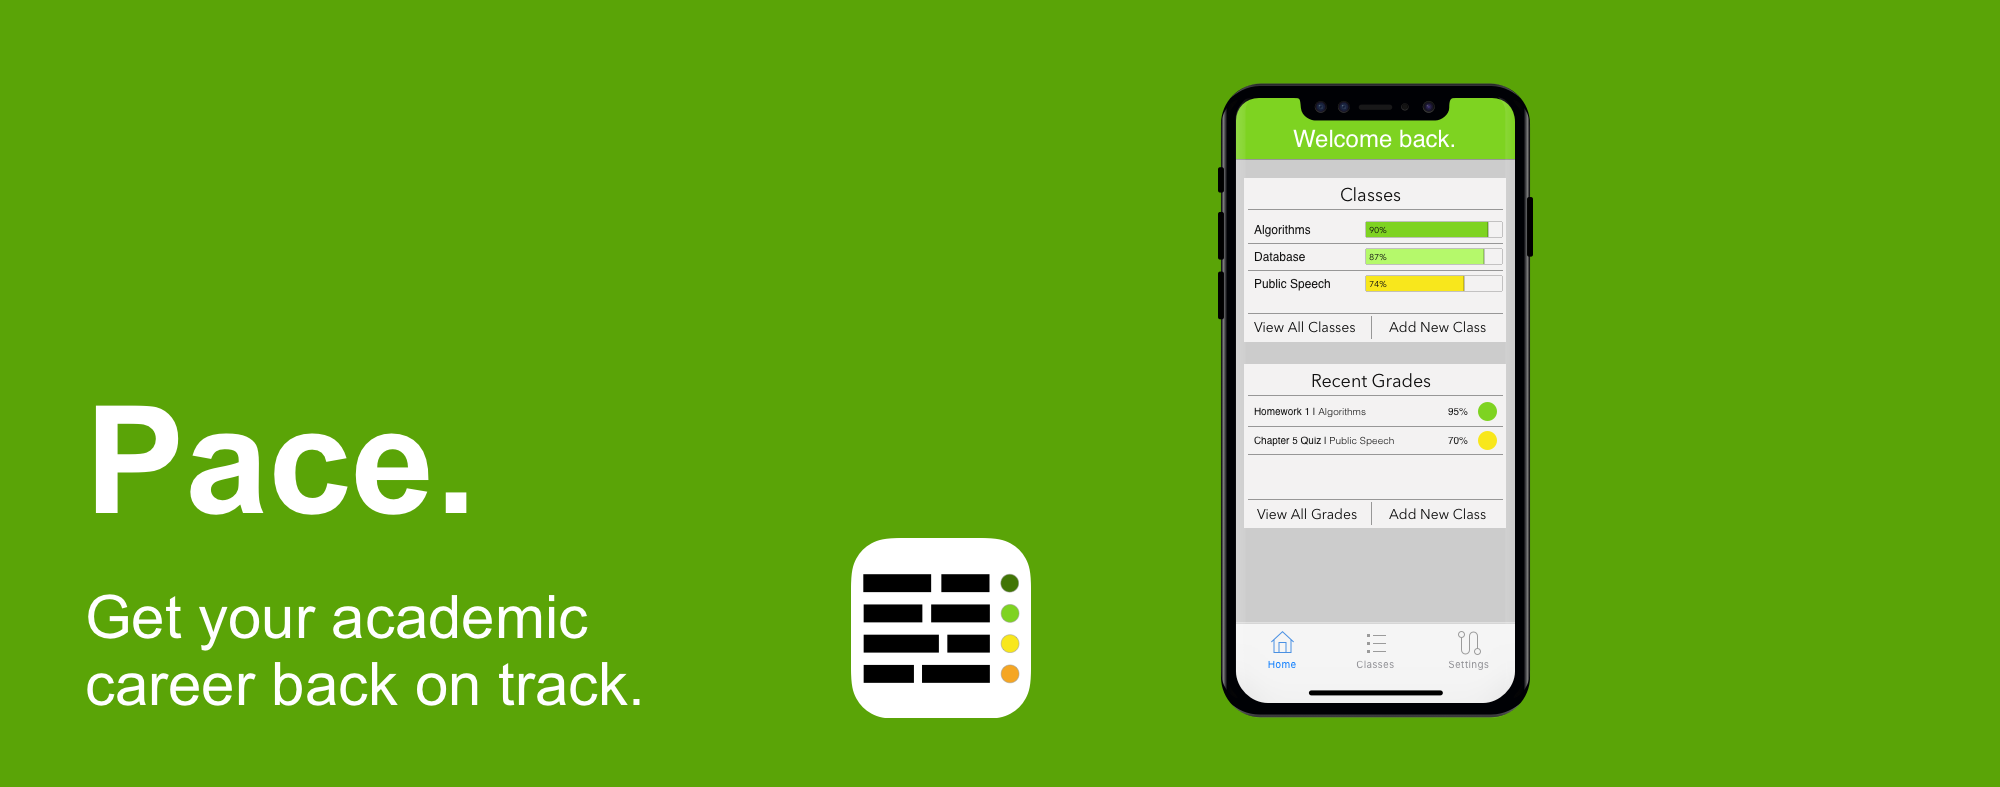 Pace.
Get your academic
career back on track.
Welcome back.
Classes
Algorithms 90%
Database 87%
Public Speech 74%
View All Classes | Add New Class
Recent Grades
Homework 1 | Algorithms 95%
Chapter 5 Quiz | Public Speech 70%
View All Grades | Add New Class
Home Classes Settings